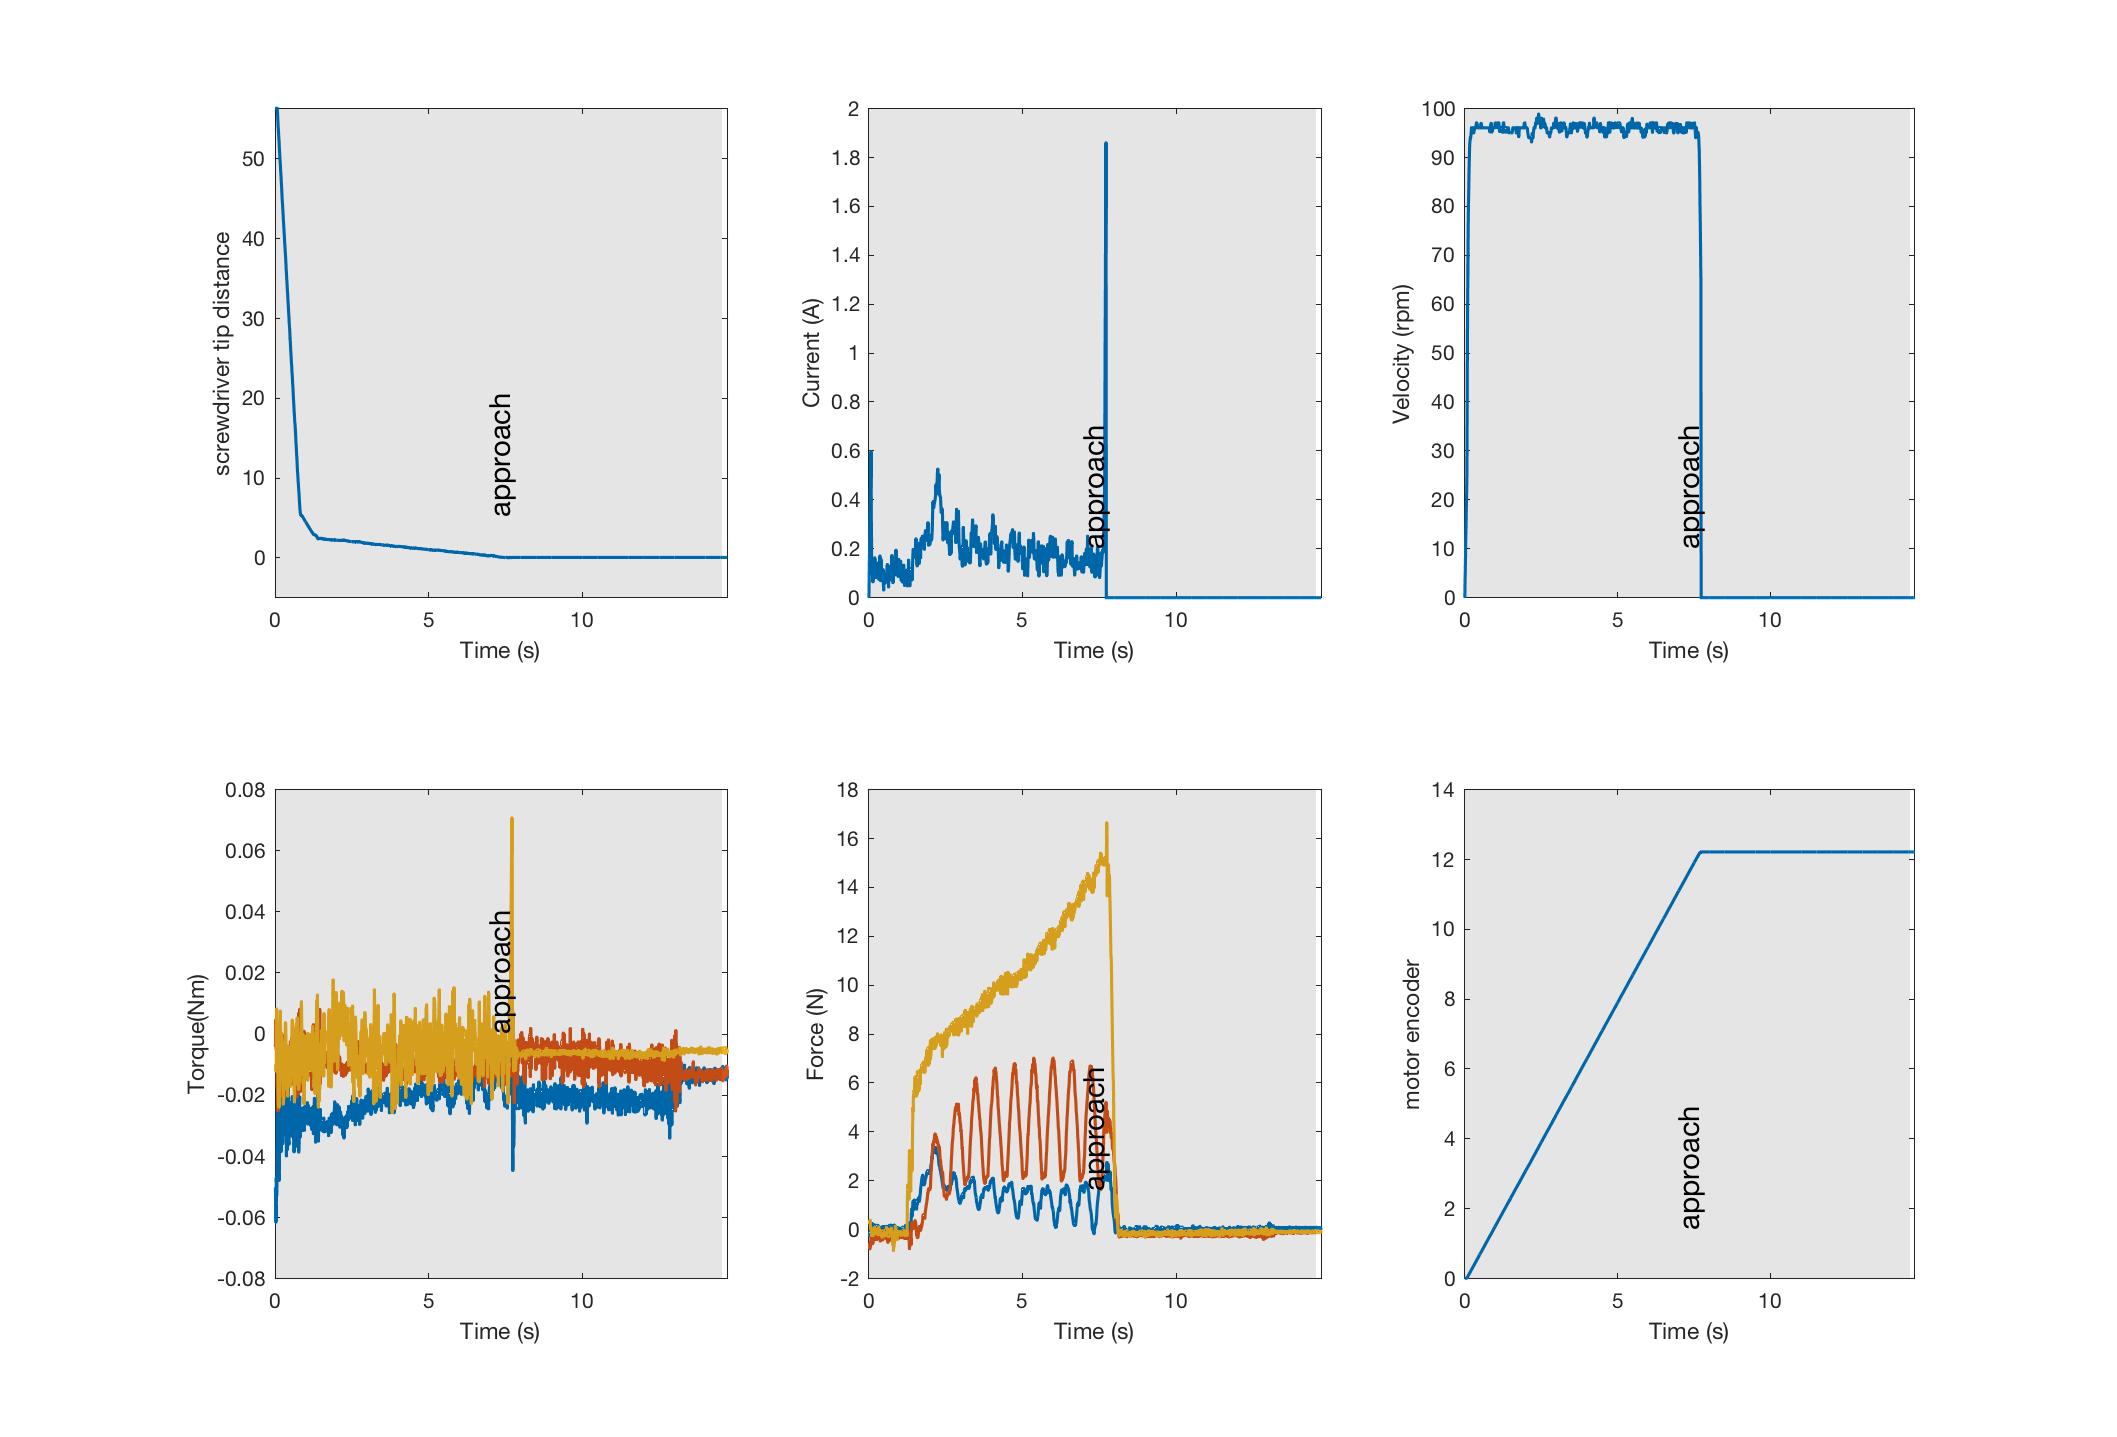 screwdriver tip distance
50
40
30
20
10
0
approach
0 5 10
Time (s)
Current (A)
2
1.8
1.6
1.4
1.2
1
0.8
0.6
0.4
0.2
0
approach
0 5 10
Time (s)
Velocity (rpm)
100
90
80
70
60
50
40
30
20
10
0
approach
0 5 10
Time (s)
Torque(Nm)
0.08
0.06
0.04
0.02
0
-0.02
-0.04
-0.06
-0.08
approach
0 5 10
Time (s)
Force (N)
18
16
14
12
10
8
6
4
2
0
-2
approach
0 5 10
Time (s)
motor encoder
14
12
10
8
6
4
2
0
approach
0 5 10
Time (s)